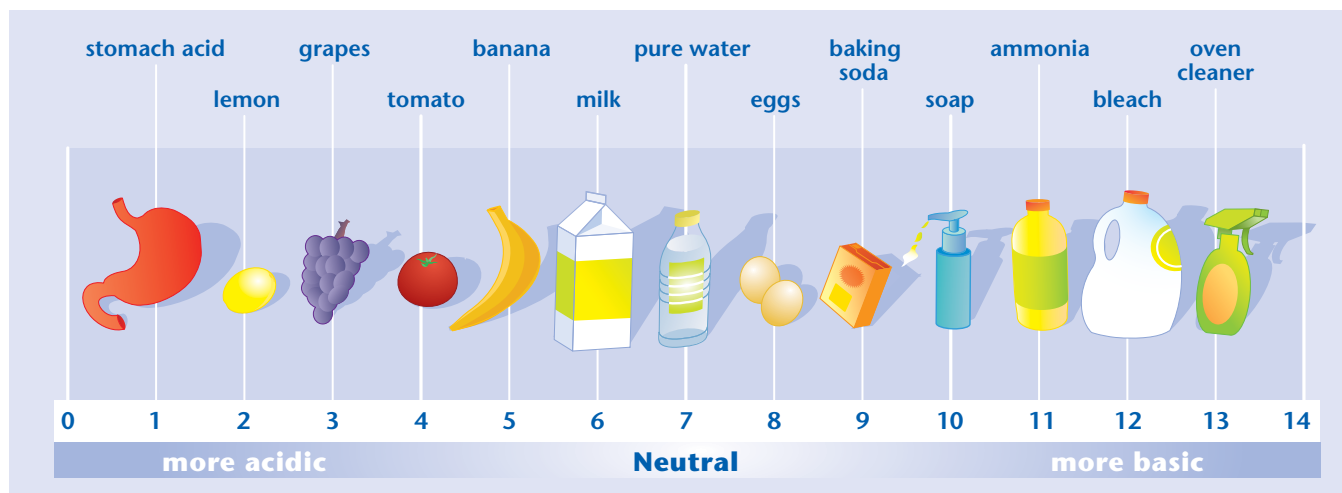 stomach acid
grapes
banana
pure water
baking
soda
ammonia
oven
cleaner
lemon
tomato
milk
eggs
soap
bleach
0 1 2 3 4 5 6 7 8 9 10 11 12 13 14
more acidic
Neutral
more basic